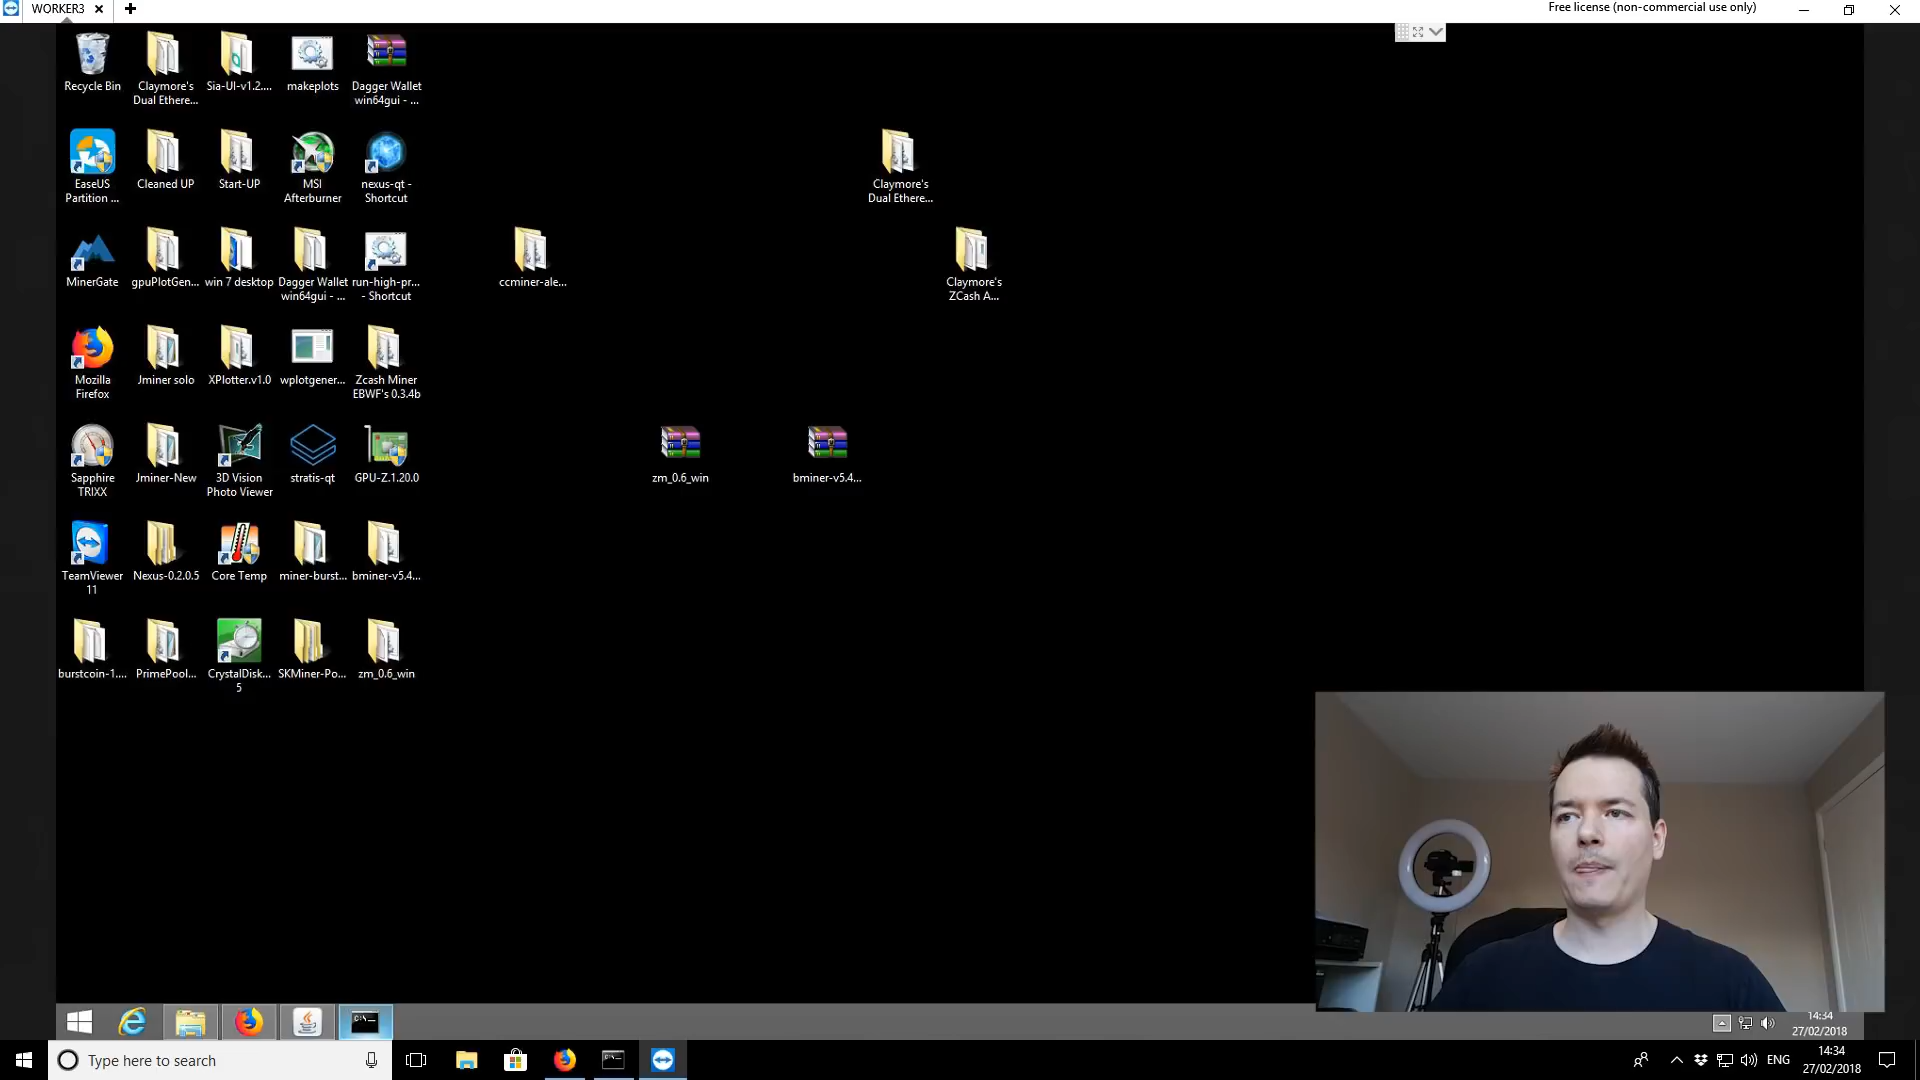 WORKER3
Free license (non-commercial use only)
Recycle Bin
Claymore's
Dual Ethere...
Sia-UI-v1.2....
makeplots
Dagger Wallet
win64gui - ...
EaseUS
Partition ...
Cleaned UP
Start-UP
MSI
Afterburner
nexus-qt -
Shortcut
Claymore's
Dual Ethere...
MinerGate
gpuPlotGen...
win 7 desktop
Dagger Wallet
win64gui - ...
run-high-pr...
- Shortcut
ccminer-ale...
Claymore's
ZCash A...
Mozilla
Firefox
Jminer solo
XPlotter.v1.0
wplotgener...
Zcash Miner
EBWF's 0.3.4b
Sapphire
TRIXX
Jminer-New
3D Vision
Photo Viewer
stratis-qt
GPU-Z.1.20.0
zm_0.6_win
bminer-v5.4...
TeamViewer
11
Nexus-0.2.0.5
Core Temp
miner-burst...
bminer-v5.4...
burstcoin-1....
PrimePool...
CrystalDisk...
5
SKMiner-Po...
zm_0.6_win
14:34
27/02/2018
Type here to search
ENG
14:34
27/02/2018